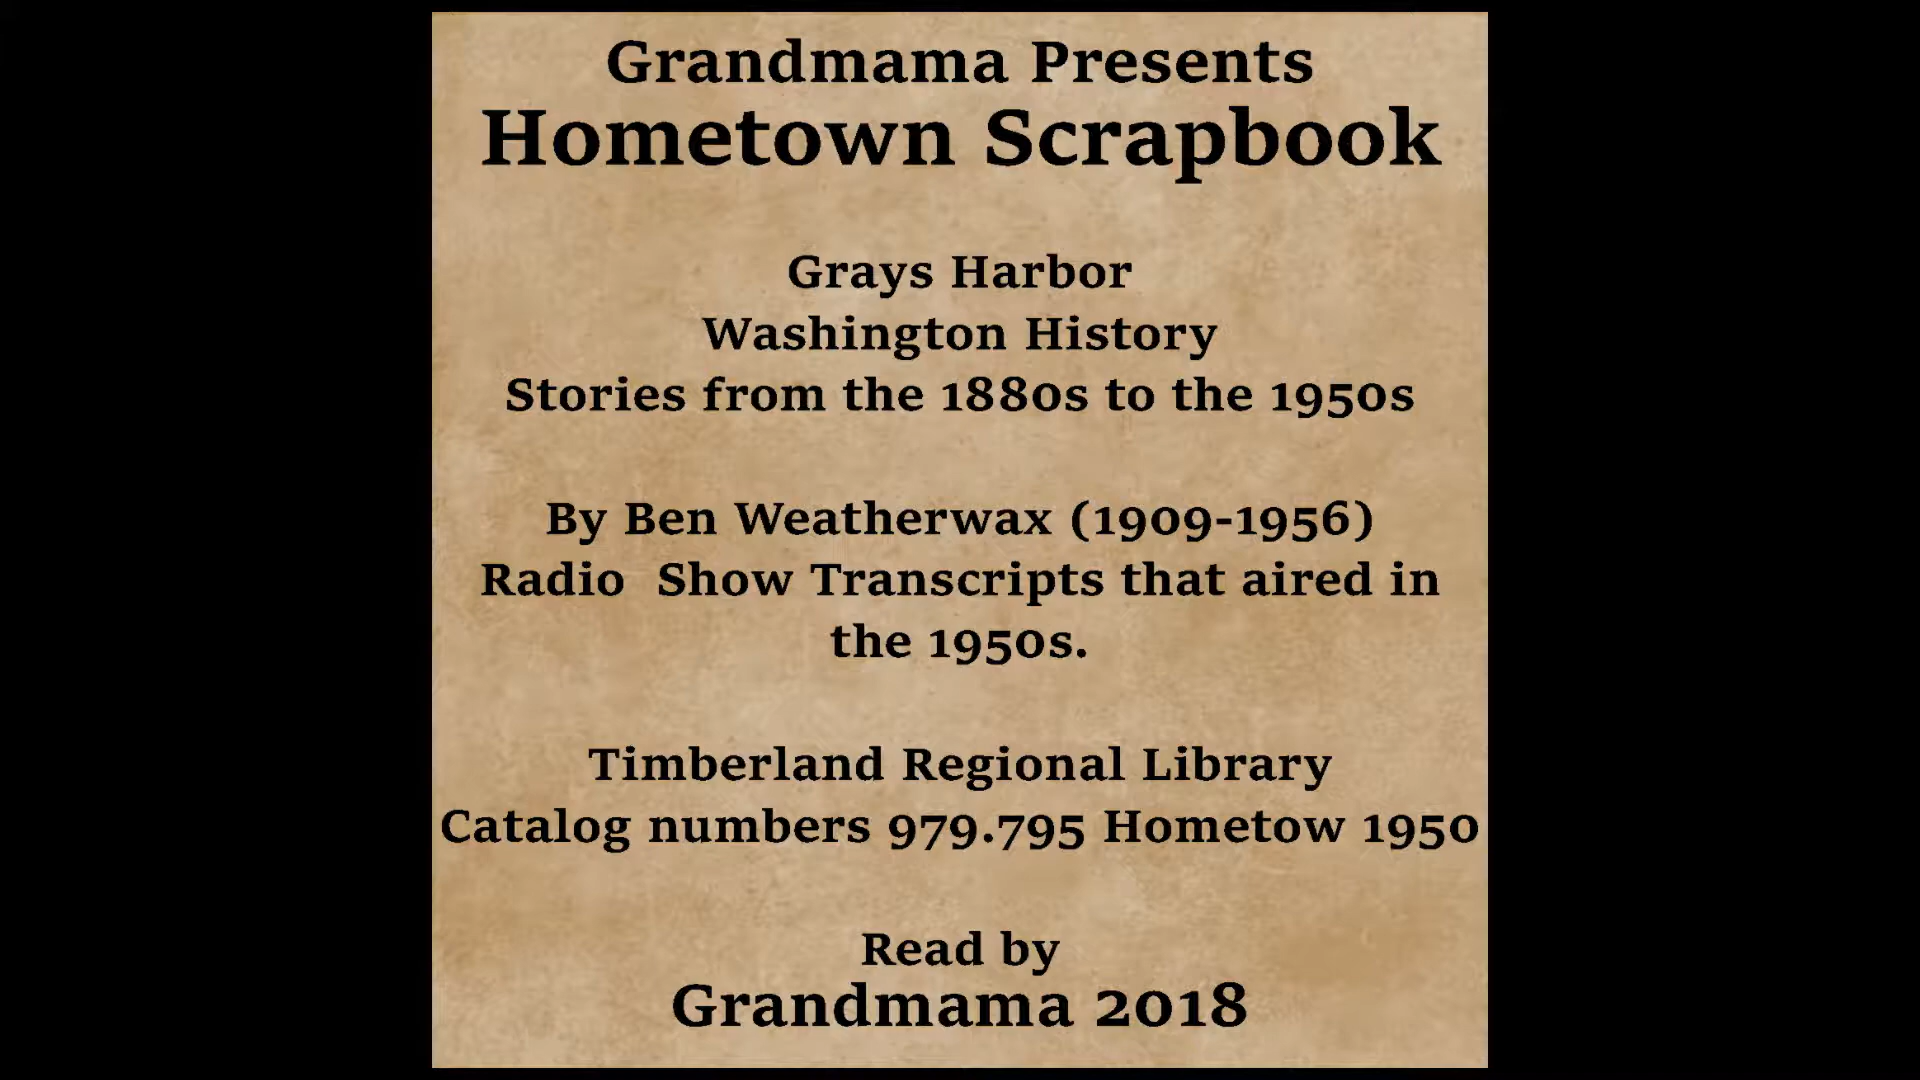 Grandmama Presents
Hometown Scrapbook
Grays Harbor
Washington History
Stories from the 1880s to the 1950s
By Ben Weatherwax (1909-1956)
Radio  Show Transcripts that aired in
the 1950s.
Timberland Regional Library
Catalog numbers 979.795 Hometow 1950
Read by
Grandmama 2018